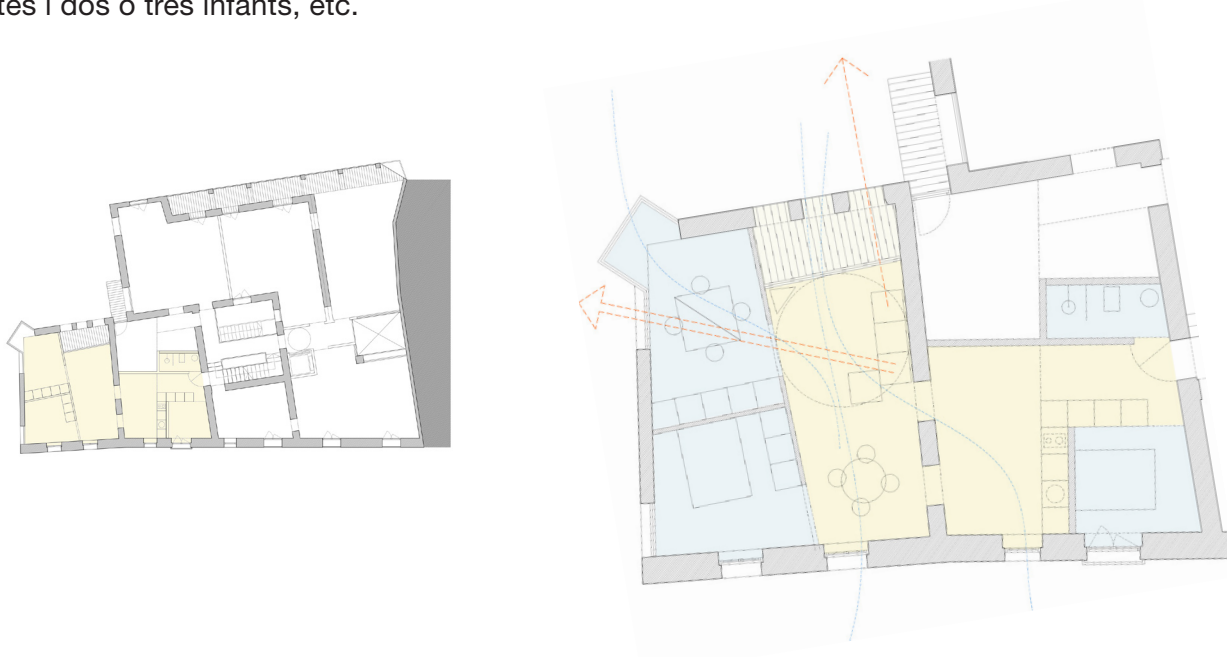 tes i dos o tres infants, etc.